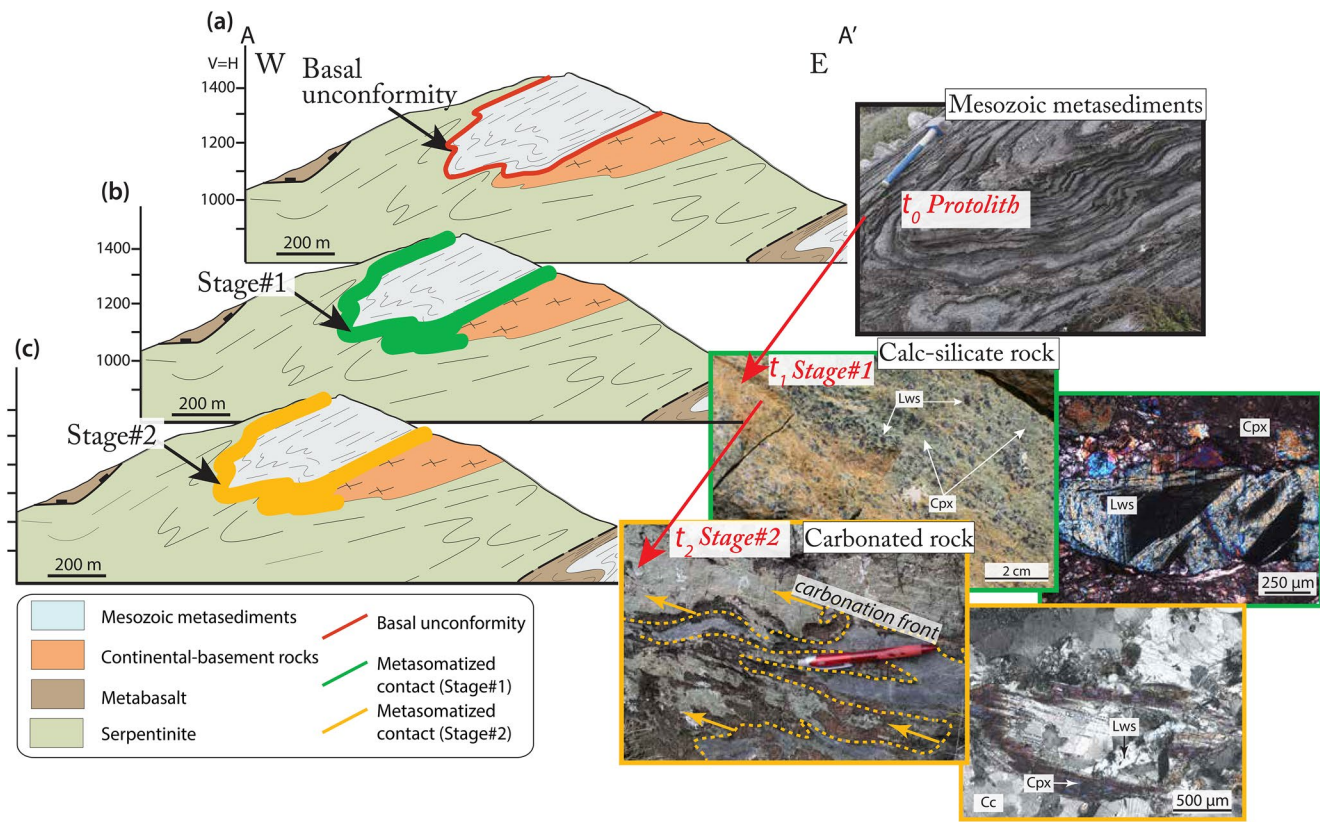 (a)
A
A'
V=H
W
E
Basal
unconformity
1400
1200
1000
200 m
Mesozoic metasediments
t0 Protolith
(b)
1400
1200
1000
Stage#1
200 m
Calc-silicate rock
t1 Stage#1
Lws
Cpx
2 cm
Cpx
Lws
250 µm
(c)
Stage#2
200 m
t2 Stage#2
Carbonated rock
carbonation front
Lws
Cpx
Cc
500 µm
Mesozoic metasediments
Continental-basement rocks
Metabasalt
Serpentinite
Basal unconformity
Metasomatized
contact (Stage#1)
Metasomatized
contact (Stage#2)